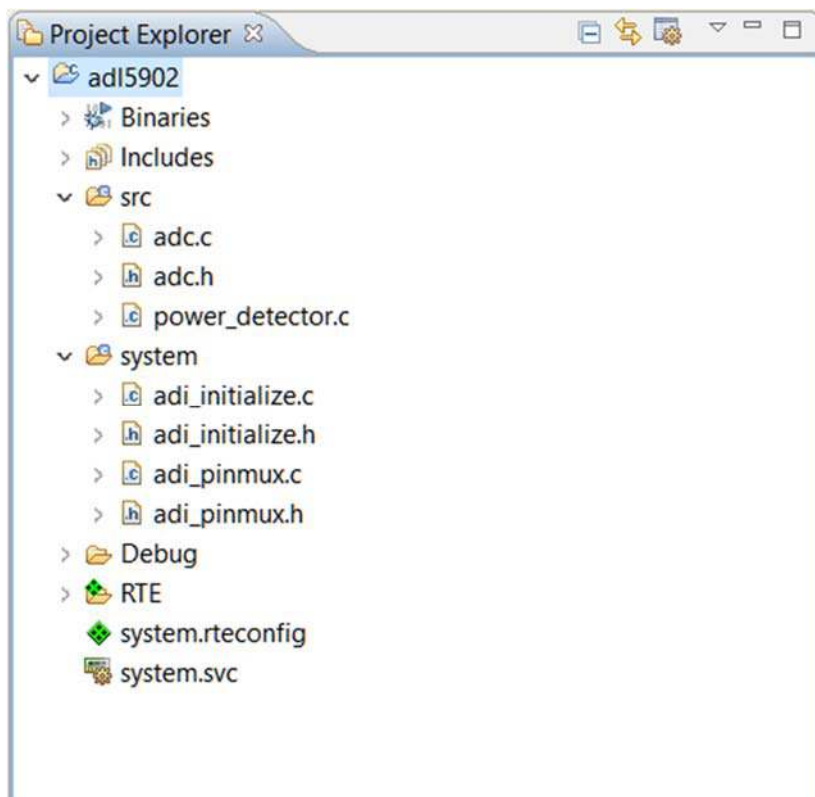 Project Explorer
adl5902
Binaries
Includes
src
adc.c
adc.h
power_detector.c
system
adi_initialize.c
adi_initialize.h
adi_pinmux.c
adi_pinmux.h
Debug
RTE
system.rteconfig
system.svc